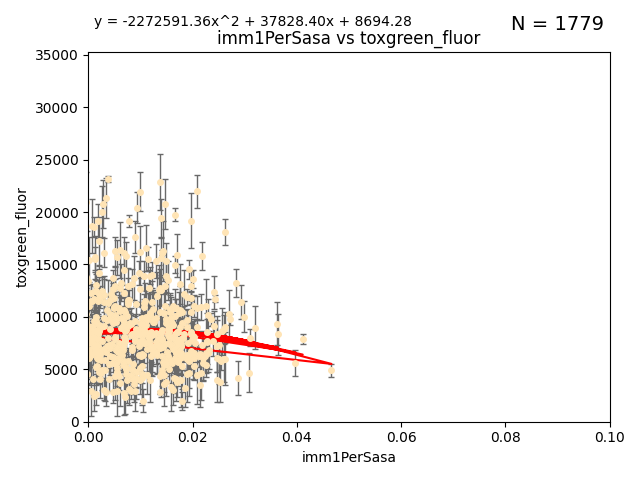 y = -2272591.36x^2 + 37828.40x + 8694.28
N = 1779
imm1PerSasa vs toxgreen_fluor
35000
30000
25000
20000
15000
10000
5000
0
toxgreen_fluor
0.00 0.02 0.04 0.06 0.08 0.10
imm1PerSasa